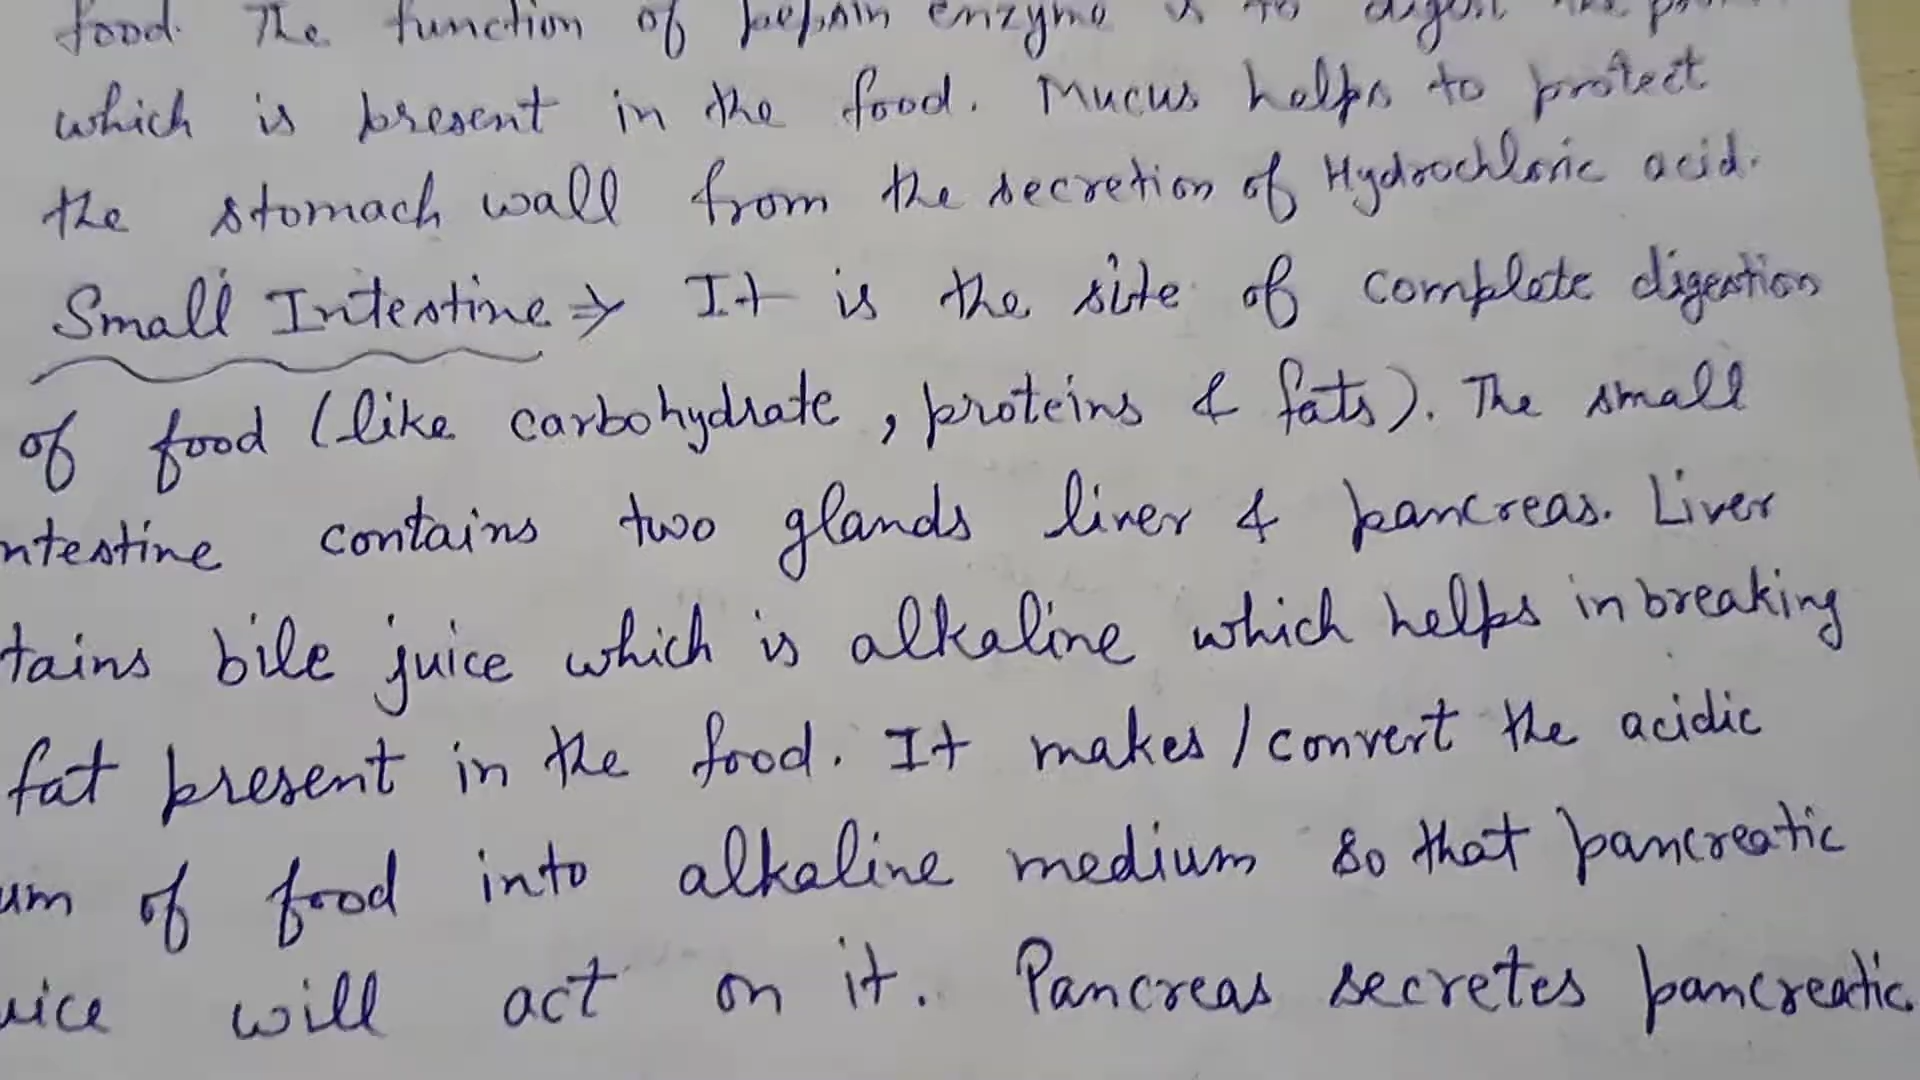 food. The function of pepsin enzyme is to digest the
which is present in the food. Mucus helps to protect
the stomach wall from the secretion of Hydrochloric acid.
Small Intestine ⇒ It is the site of complete digestion
of food (like carbohydrate, proteins & fats). The small
ntestine contains two glands liver & pancreas. Liver
tains bile juice which is alkaline which helps in breaking
fat present in the food. It makes / convert the acidic
um of food into alkaline medium so that pancreatic
uice will act on it. Pancreas secretes pancreatic